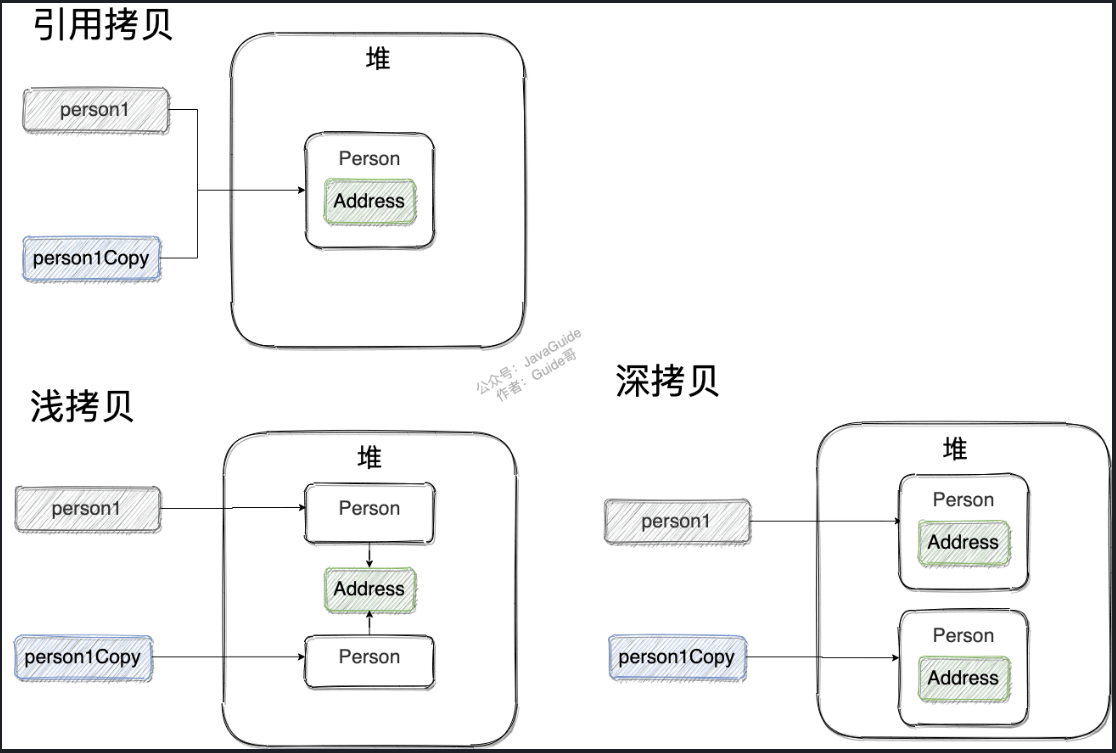 引用拷贝
堆
person1
Person
Address
person1Copy
公众号：JavaGuide
作者：Guide哥
浅拷贝
堆
person1
Person
Address
person1Copy
Person
深拷贝
堆
person1
Person
Address
person1Copy
Person
Address